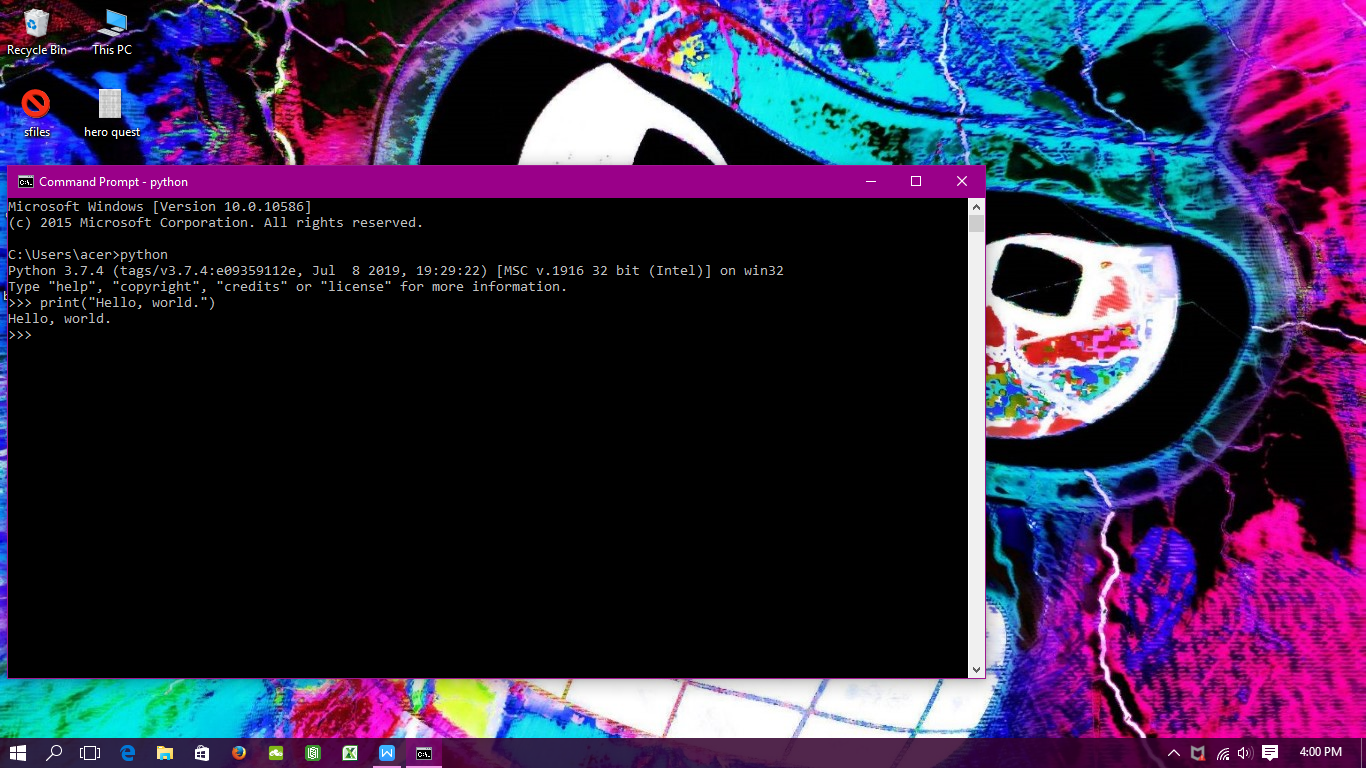 Recycle Bin
This PC
sfiles
hero quest
Command Prompt - python
Microsoft Windows [Version 10.0.10586]
(c) 2015 Microsoft Corporation. All rights reserved.
C:\Users\acer>python
Python 3.7.4 (tags/v3.7.4:e09359112e, Jul  8 2019, 19:29:22) [MSC v.1916 32 bit (Intel)] on win32
Type "help", "copyright", "credits" or "license" for more information.
>>> print("Hello, world.")
Hello, world.
>>>
4:00 PM